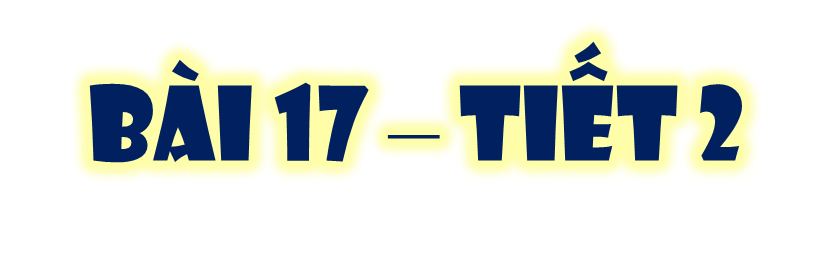 BÀI 17 – TIẾT 2